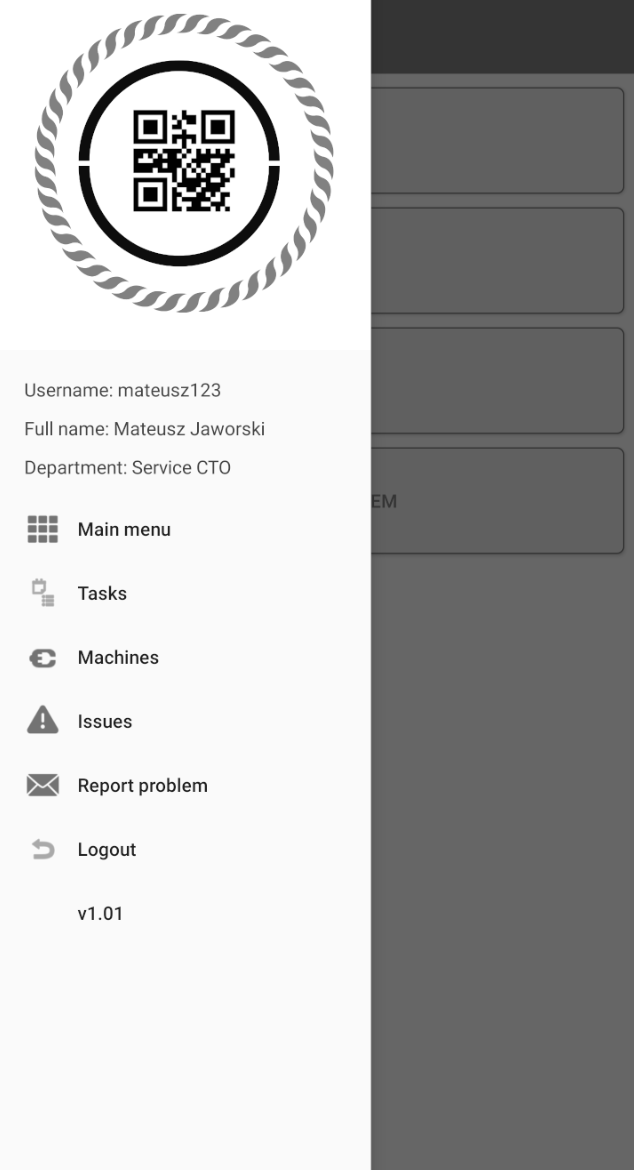 Username: mateusz123
Full name: Mateusz Jaworski
Department: Service CTO
Main menu
EM
Tasks
Machines
Issues
Report problem
Logout
v1.01